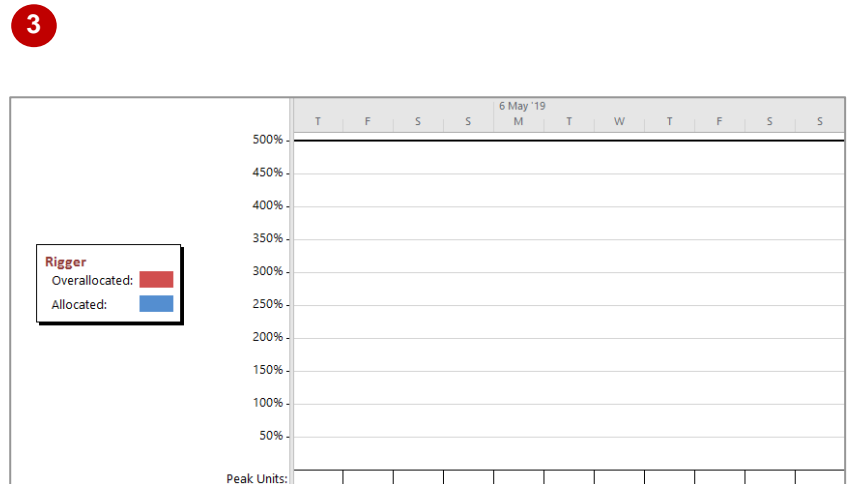 3
6 May '19
T F S S M T W T F S S
500%
450%
400%
350%
Rigger
300%
Overallocated:
Allocated:
250%
200%
150%
100%
50%
Peak Units: